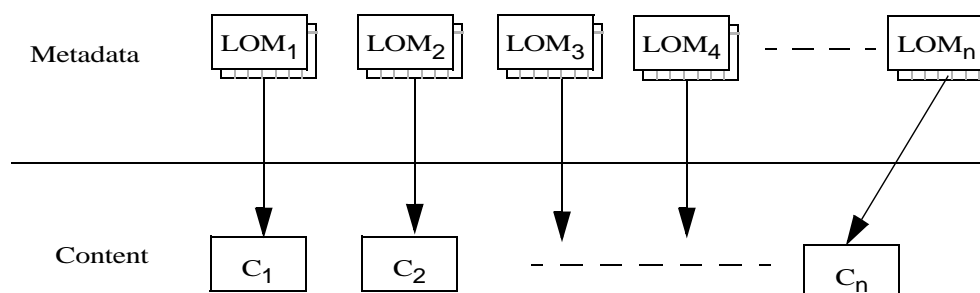 Metadata LOM1 LOM2 LOM3 LOM4 LOMn
Content C1 C2 Cn